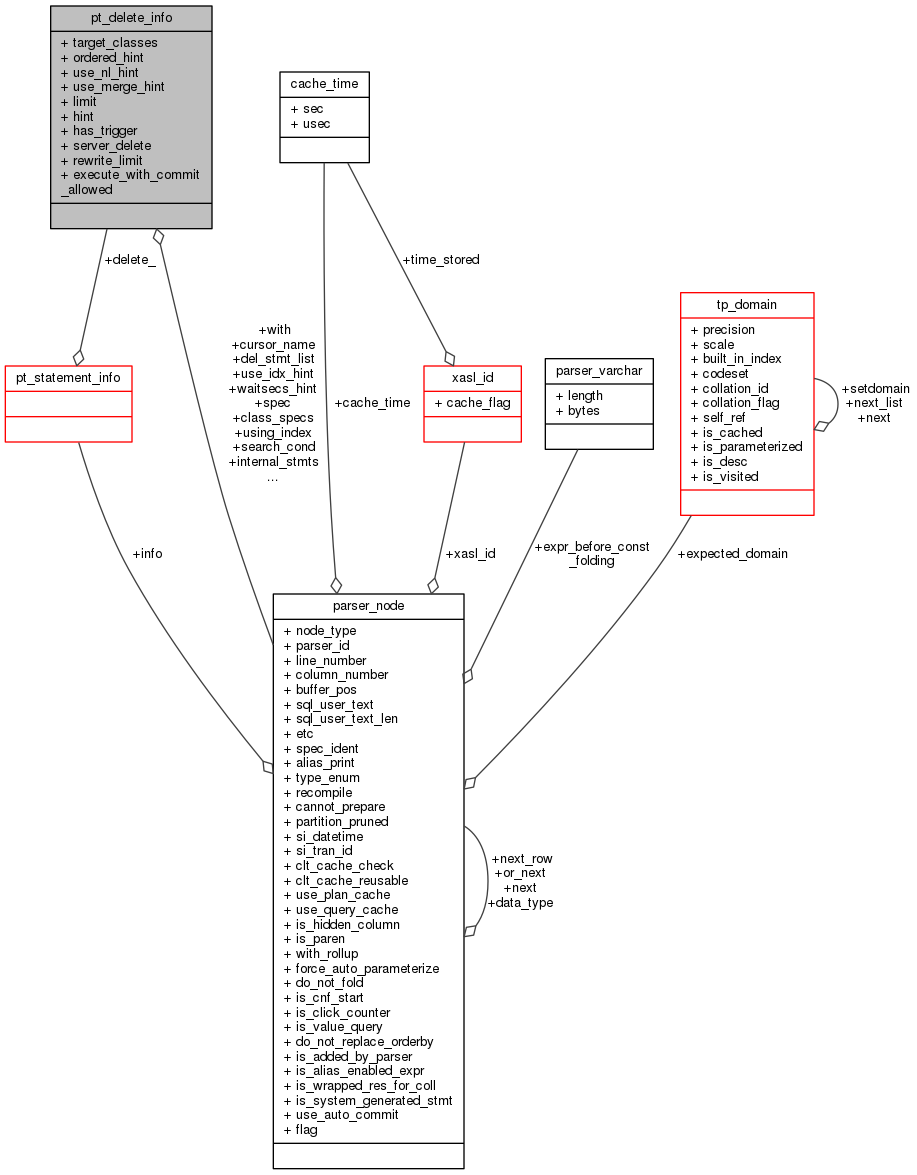 pt_delete_info
+ target_classes
+ ordered_hint
+ use_nl_hint
+ use_merge_hint
+ limit
+ hint
+ has_trigger
+ server_delete
+ rewrite_limit
+ execute_with_commit
_allowed
cache_time
+ sec
+ usec
+delete_
+time_stored
tp_domain
+ precision
+ scale
+ built_in_index
+ codeset
+ collation_id
+ collation_flag
+ self_ref
+ is_cached
+ is_parameterized
+ is_desc
+ is_visited
+setdomain
+next_list
+next
+with
+cursor_name
+del_stmt_list
+use_idx_hint
+waitsecs_hint
+spec
+class_specs
+using_index
+search_cond
+internal_stmts
...
+cache_time
pt_statement_info
xasl_id
+ cache_flag
parser_varchar
+ length
+ bytes
+info
+xasl_id
+expr_before_const
_folding
+expected_domain
parser_node
+ node_type
+ parser_id
+ line_number
+ column_number
+ buffer_pos
+ sql_user_text
+ sql_user_text_len
+ etc
+ spec_ident
+ alias_print
+ type_enum
+ recompile
+ cannot_prepare
+ partition_pruned
+ si_datetime
+ si_tran_id
+ clt_cache_check
+ clt_cache_reusable
+ use_plan_cache
+ use_query_cache
+ is_hidden_column
+ is_paren
+ with_rollup
+ force_auto_parameterize
+ do_not_fold
+ is_cnf_start
+ is_click_counter
+ is_value_query
+ do_not_replace_orderby
+ is_added_by_parser
+ is_alias_enabled_expr
+ is_wrapped_res_for_coll
+ is_system_generated_stmt
+ use_auto_commit
+ flag
+next_row
+or_next
+next
+data_type